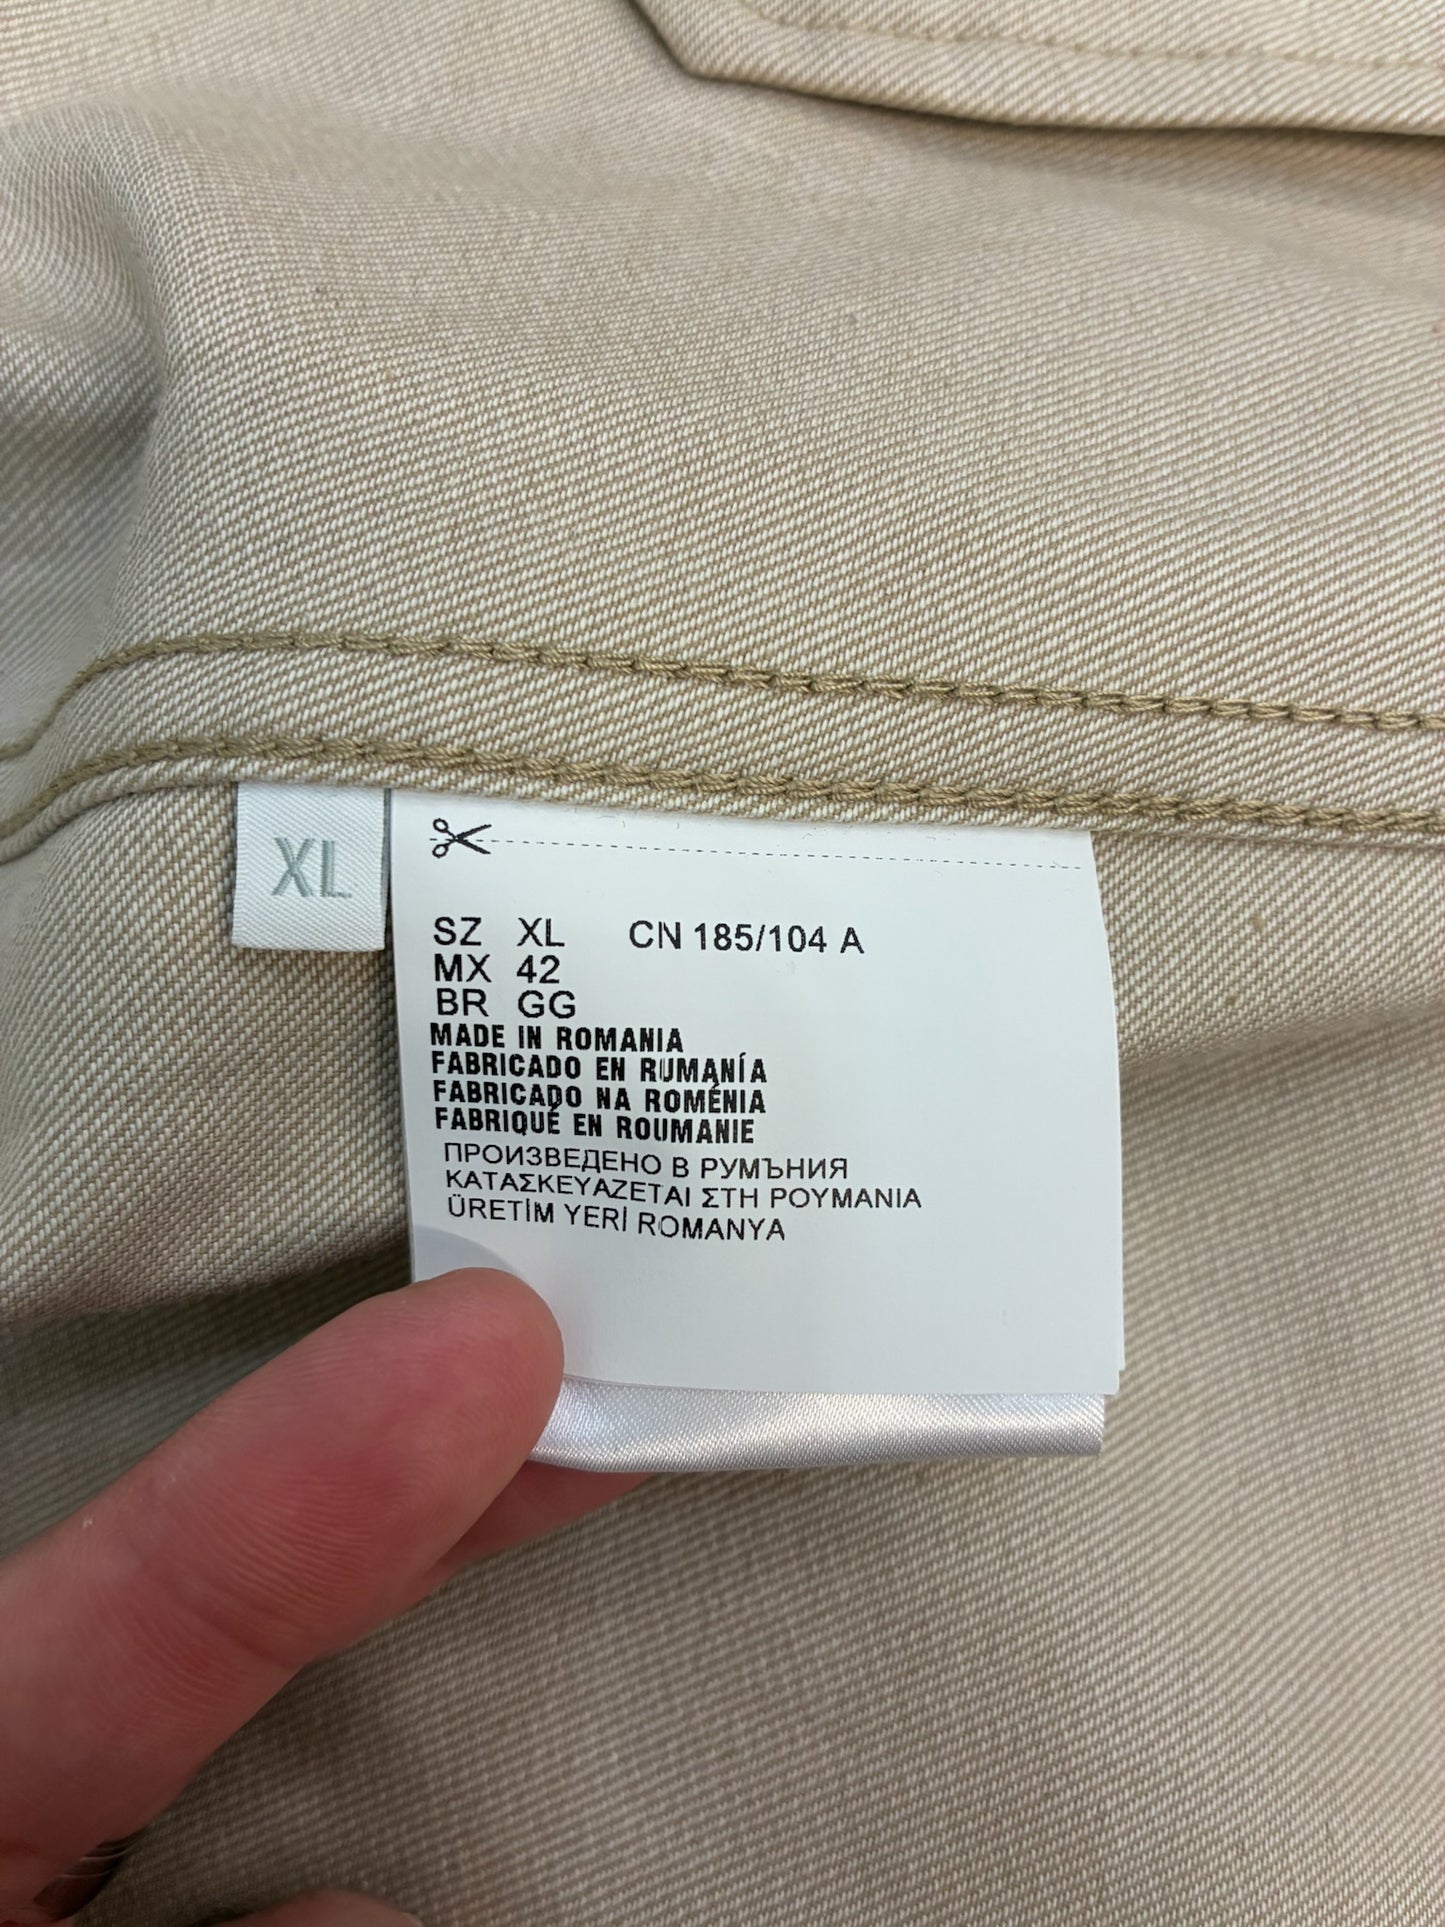 XL
SZ XL CN 185/104 A
MX 42
BR GG
MADE IN ROMANIA
FABRICADO EN RUMANÍA
FABRICADO NA ROMÉNIA
FABRIQUÉ EN ROUMANIE
ПРОИЗВЕДЕНО В РУМЪНИЯ
ΚΑΤΑΣΚΕΥΑΖΕΤΑΙ ΣΤΗ ΡΟΥΜΑΝΙΑ
ÜRETİM YERİ ROMANYA